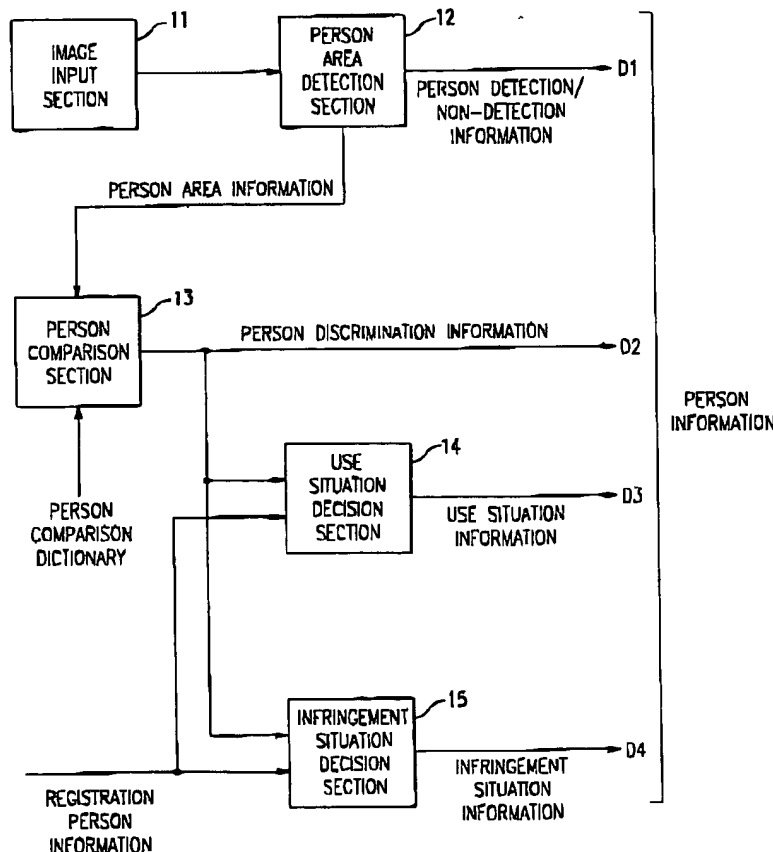 11
IMAGE
INPUT
SECTION
12
PERSON
AREA
DETECTION
SECTION
D1
PERSON DETECTION/
NON-DETECTION
INFORMATION
PERSON AREA INFORMATION
13
PERSON
COMPARISON
SECTION
PERSON DISCRIMINATION INFORMATION
D2
PERSON
INFORMATION
14
USE
SITUATION
DECISION
SECTION
D3
USE SITUATION
INFORMATION
PERSON
COMPARISON
DICTIONARY
15
INFRINGEMENT
SITUATION
DECISION
SECTION
D4
INFRINGEMENT
SITUATION
INFORMATION
REGISTRATION
PERSON
INFORMATION